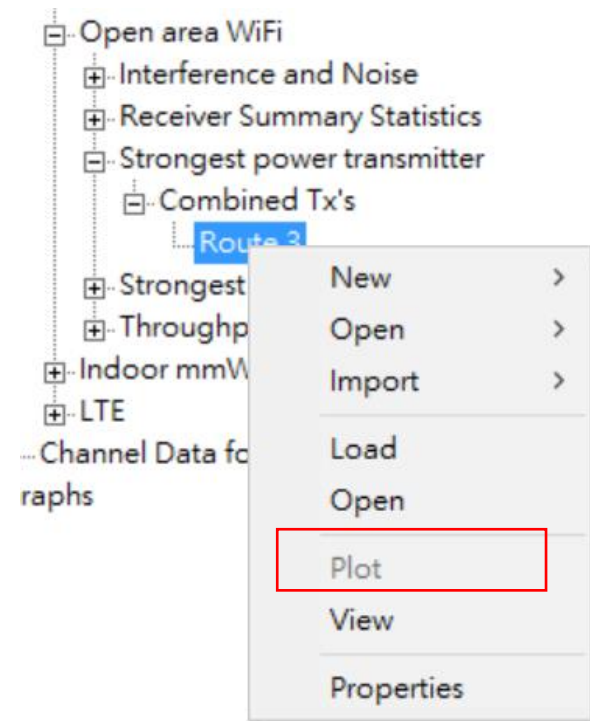 Open area WiFi
Interference and Noise
Receiver Summary Statistics
Strongest power transmitter
Combined Tx's
Route 3
Strongest
Throughp
Indoor mmW
LTE
Channel Data fo
raphs
New
Open
Import
Load
Open
Plot
View
Properties